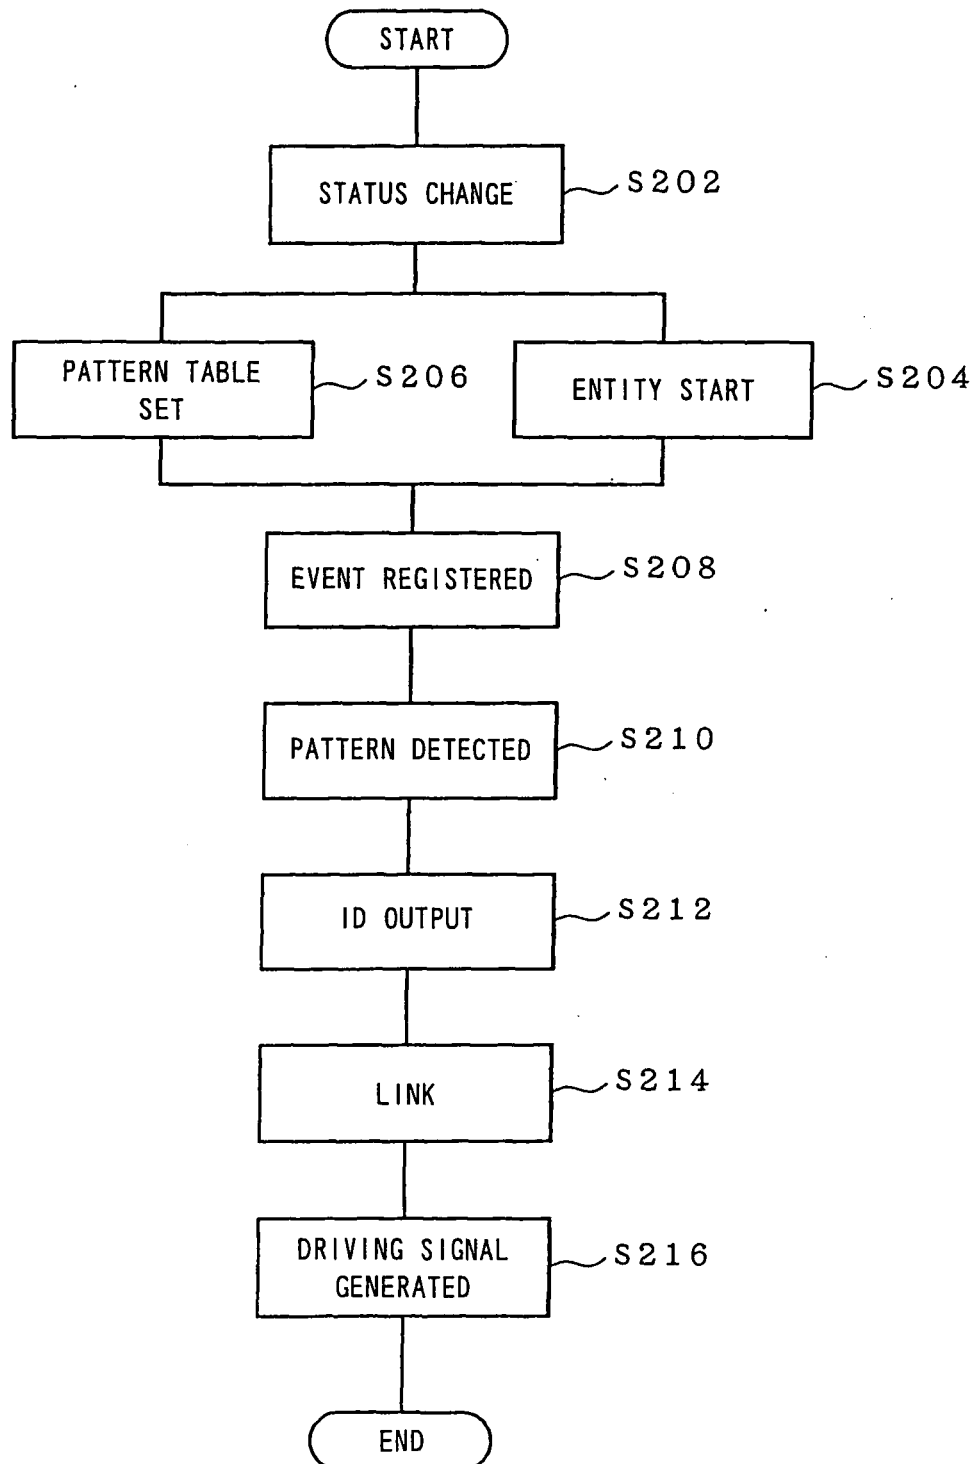 START
STATUS CHANGE
S202
PATTERN TABLE
SET
S206
ENTITY START
S204
EVENT REGISTERED
S208
PATTERN DETECTED
S210
ID OUTPUT
S212
LINK
S214
DRIVING SIGNAL
GENERATED
S216
END